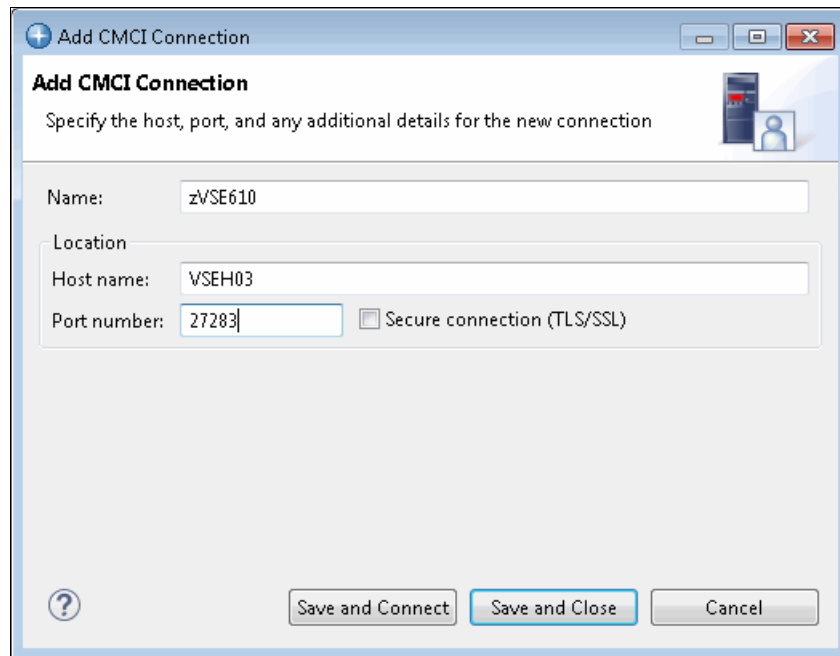 Add CMCI Connection
Add CMCI Connection
Specify the host, port, and any additional details for the new connection
Name: zVSE610
Location
Host name: VSEH03
Port number: 27283 Secure connection (TLS/SSL)
? Save and Connect Save and Close Cancel